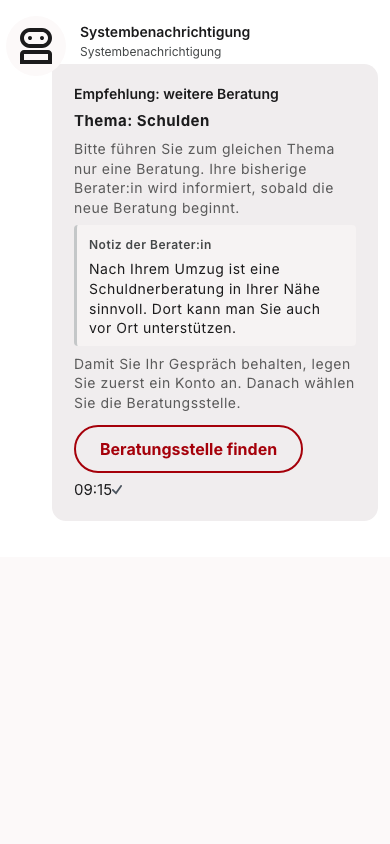 Systembenachrichtigung
Systembenachrichtigung
Empfehlung: weitere Beratung
Thema: Schulden
Bitte führen Sie zum gleichen Thema
nur eine Beratung. Ihre bisherige
Berater:in wird informiert, sobald die
neue Beratung beginnt.
Notiz der Berater:in
Nach Ihrem Umzug ist eine
Schuldnerberatung in Ihrer Nähe
sinnvoll. Dort kann man Sie auch
vor Ort unterstützen.
Damit Sie Ihr Gespräch behalten, legen
Sie zuerst ein Konto an. Danach wählen
Sie die Beratungsstelle.
Beratungsstelle finden
09:15